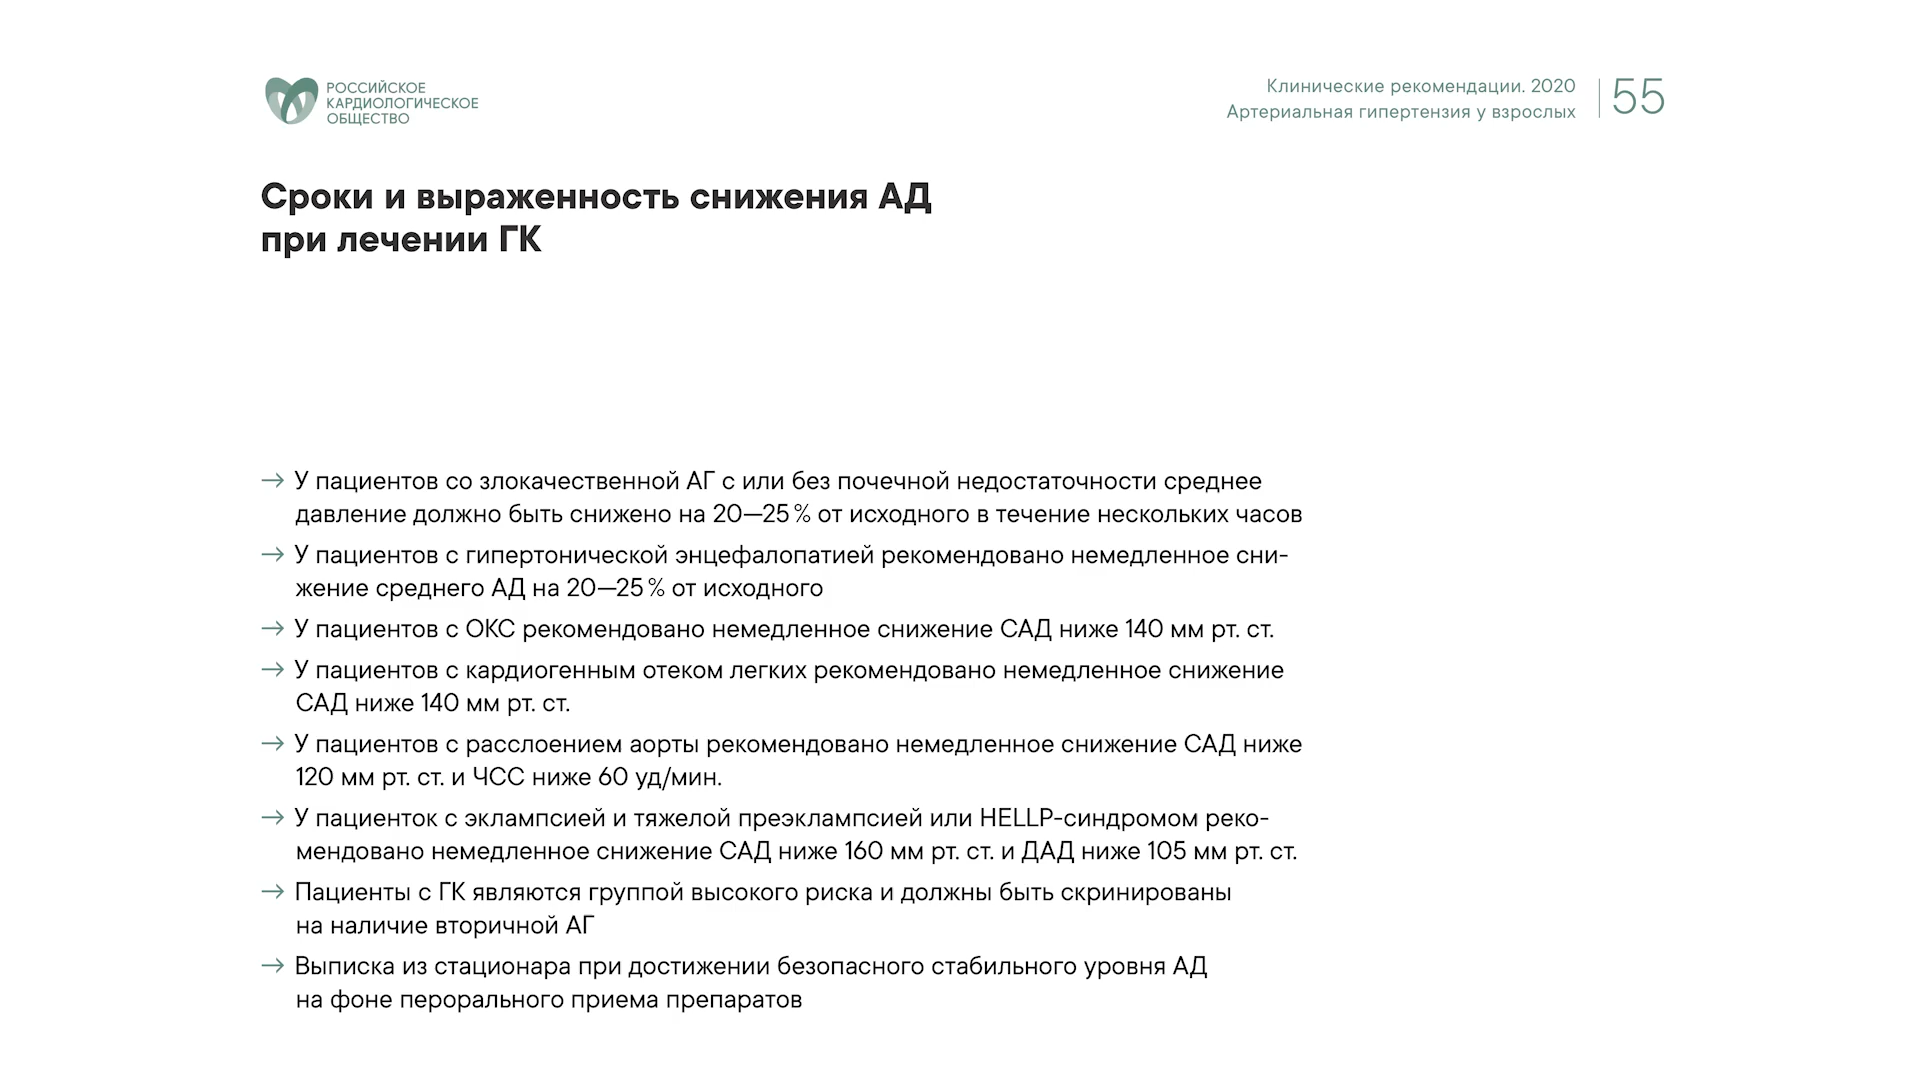 РОССИЙСКОЕ
КАРДИОЛОГИЧЕСКОЕ
ОБЩЕСТВО
Клинические рекомендации. 2020
Артериальная гипертензия у взрослых
55
Сроки и выраженность снижения АД
при лечении ГК
→ У пациентов со злокачественной АГ с или без почечной недостаточности среднее
давление должно быть снижено на 20—25 % от исходного в течение нескольких часов
→ У пациентов с гипертонической энцефалопатией рекомендовано немедленное сни-
жение среднего АД на 20—25 % от исходного
→ У пациентов с ОКС рекомендовано немедленное снижение САД ниже 140 мм рт. ст.
→ У пациентов с кардиогенным отеком легких рекомендовано немедленное снижение
САД ниже 140 мм рт. ст.
→ У пациентов с расслоением аорты рекомендовано немедленное снижение САД ниже
120 мм рт. ст. и ЧСС ниже 60 уд/мин.
→ У пациенток с эклампсией и тяжелой преэклампсией или HELLP-синдромом реко-
мендовано немедленное снижение САД ниже 160 мм рт. ст. и ДАД ниже 105 мм рт. ст.
→ Пациенты с ГК являются группой высокого риска и должны быть скринированы
на наличие вторичной АГ
→ Выписка из стационара при достижении безопасного стабильного уровня АД
на фоне перорального приема препаратов